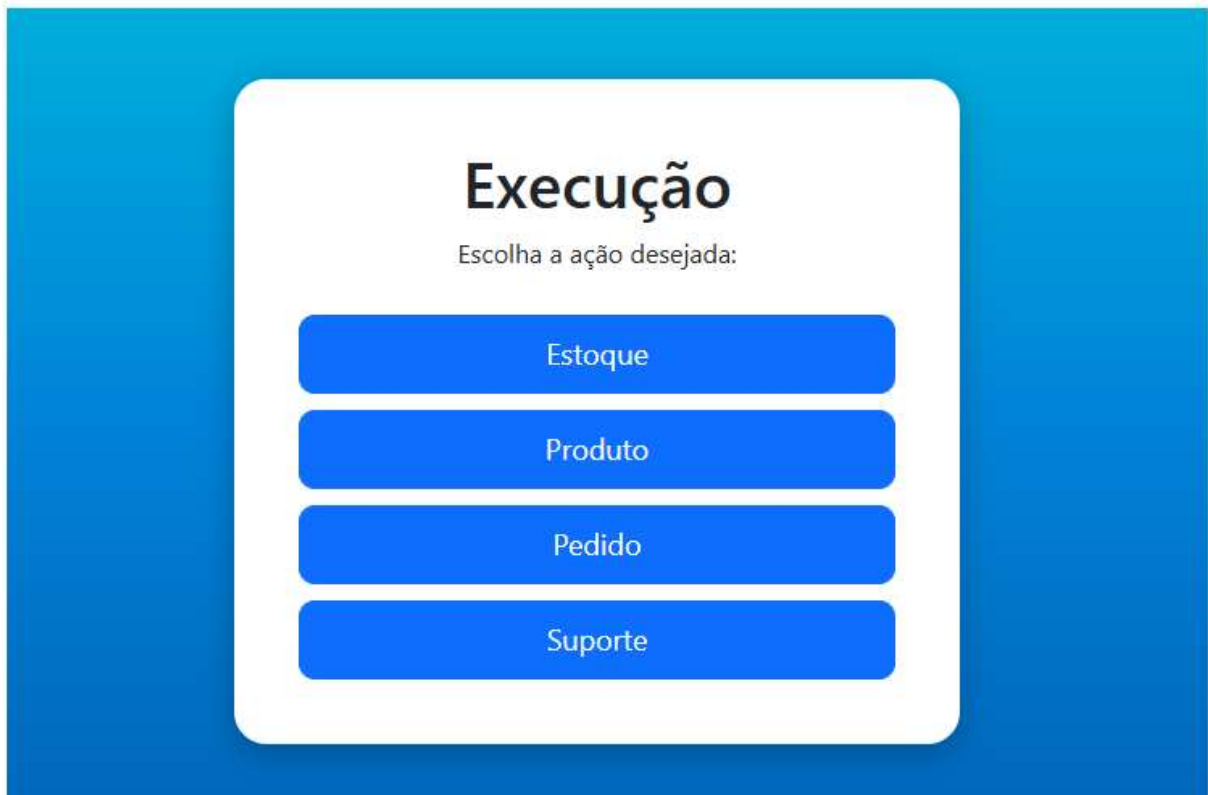 Execução
Escolha a ação desejada:
Estoque
Produto
Pedido
Suporte